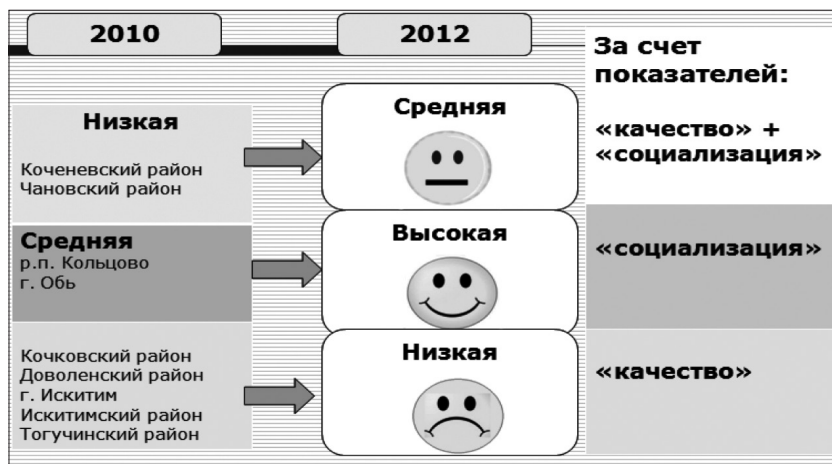 2010
2012
За счет
показателей:
Низкая
Коченевский район
Чановский район
Средняя
«качество» +
«социализация»
Средняя
р.п. Кольцово
г. Обь
Высокая
«социализация»
Кочковский район
Доволенский район
г. Искитим
Искитимский район
Тогучинский район
Низкая
«качество»